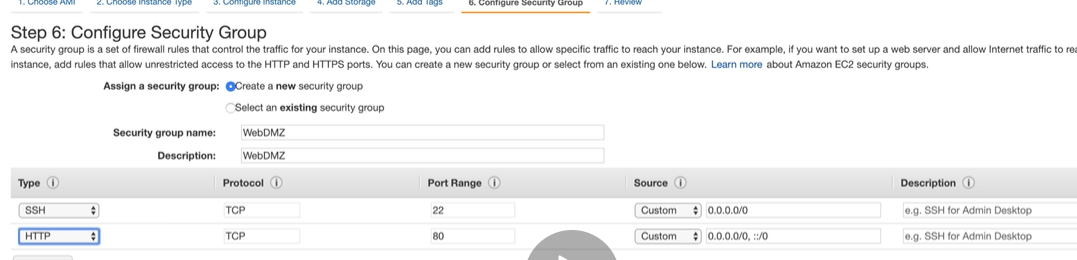 1. Choose AMI 2. Choose Instance Type 3. Configure Instance 4. Add Storage 5. Add Tags 6. Configure Security Group 7. Review
Step 6: Configure Security Group
A security group is a set of firewall rules that control the traffic for your instance. On this page, you can add rules to allow specific traffic to reach your instance. For example, if you want to set up a web server and allow Internet traffic to rea
instance, add rules that allow unrestricted access to the HTTP and HTTPS ports. You can create a new security group or select from an existing one below. Learn more about Amazon EC2 security groups.
Assign a security group: Create a new security group
Select an existing security group
Security group name: WebDMZ
Description: WebDMZ
Type i Protocol i Port Range i Source i Description i
SSH TCP 22 Custom 0.0.0.0/0 e.g. SSH for Admin Desktop
HTTP TCP 80 Custom 0.0.0.0/0, ::/0 e.g. SSH for Admin Desktop